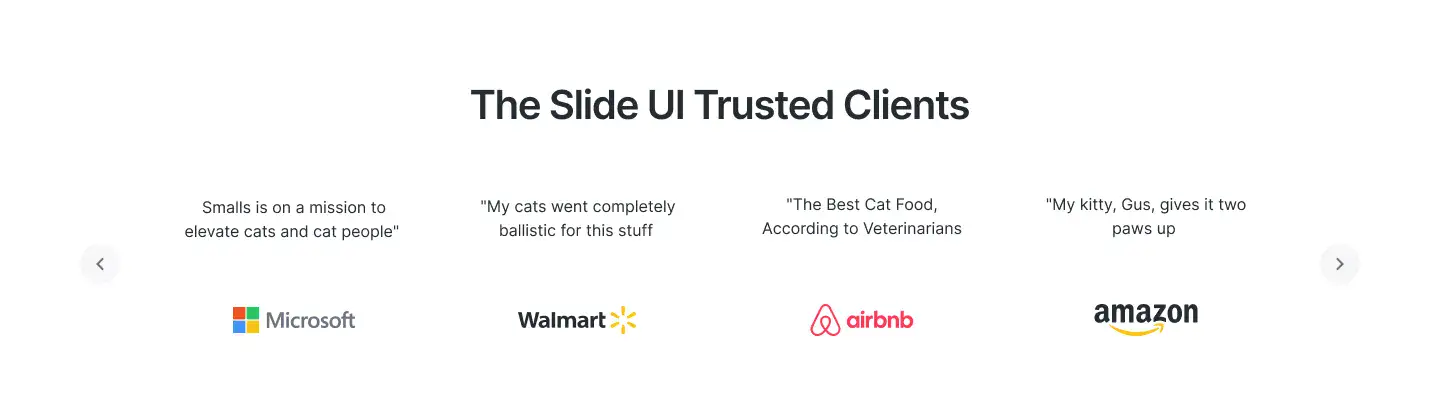 The Slide UI Trusted Clients
Smalls is on a mission to
elevate cats and cat people"
"My cats went completely
ballistic for this stuff
"The Best Cat Food,
According to Veterinarians
"My kitty, Gus, gives it two
paws up
Microsoft
Walmart
airbnb
amazon